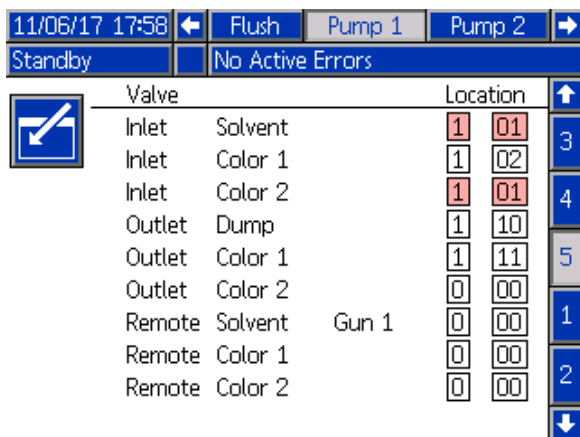 11/06/17 17:58 Flush Pump 1 Pump 2
Standby No Active Errors
Valve Location
Inlet Solvent 1 01
Inlet Color 1 1 02
Inlet Color 2 1 01
Outlet Dump 1 10
Outlet Color 1 1 11
Outlet Color 2 0 00
Remote Solvent Gun 1 0 00
Remote Color 1 0 00
Remote Color 2 0 00
3
4
5
1
2